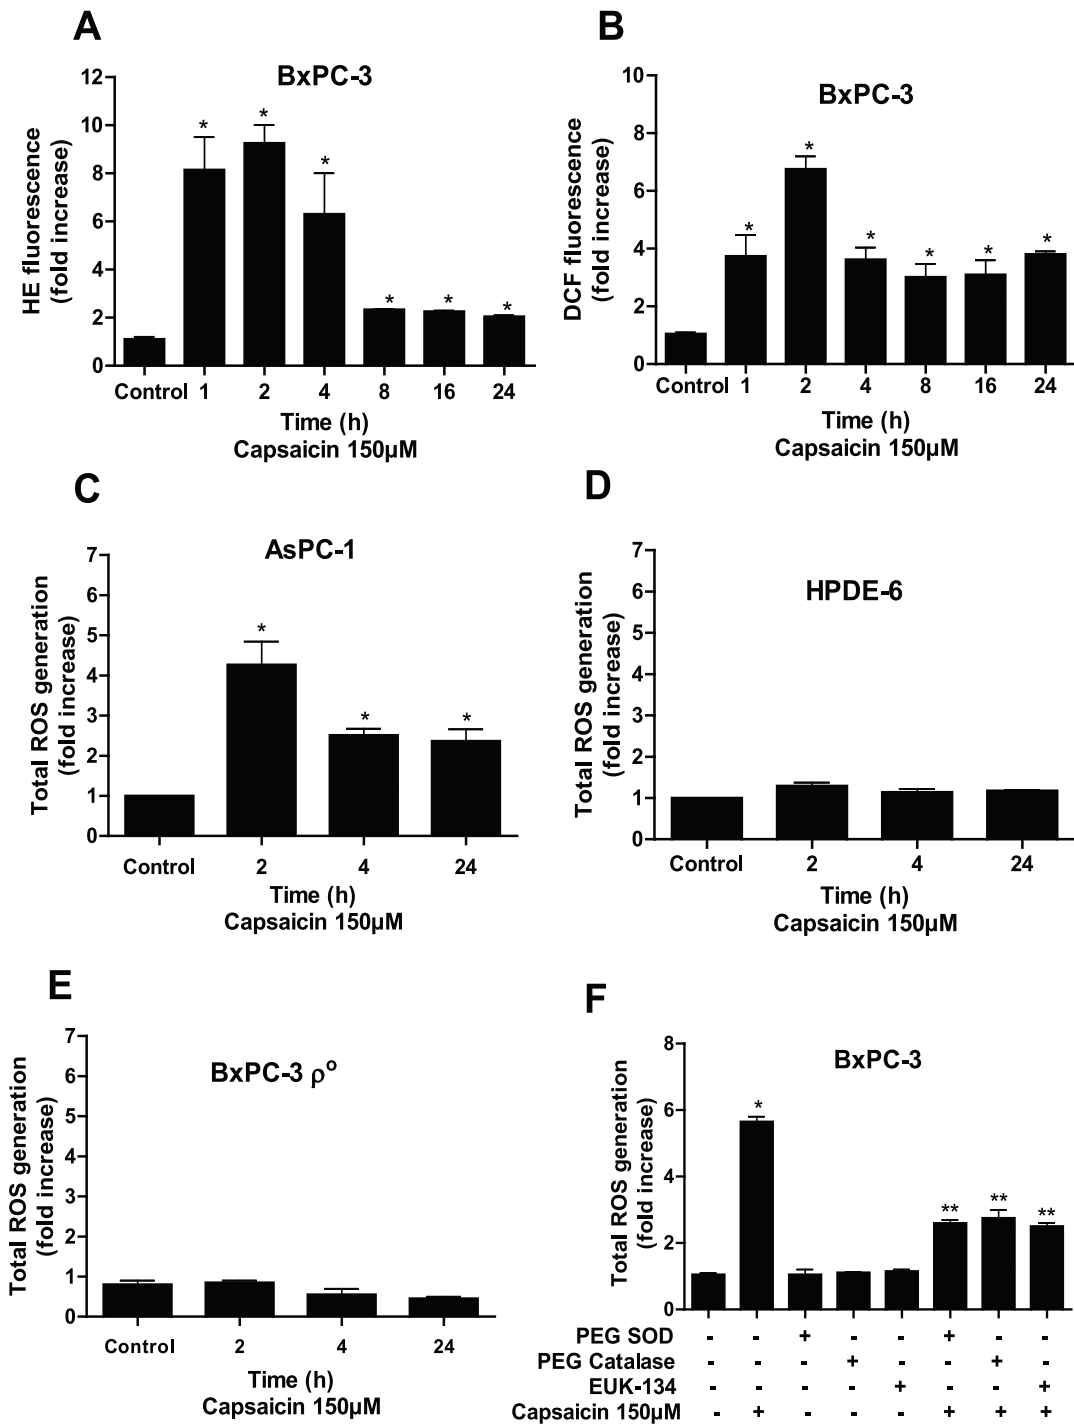 A
BxPC-3
HE fluorescence
(fold increase)
12
10
8
6
4
2
0
* * * * * *
Control 1 2 4 8 16 24
Time (h)
Capsaicin 150µM
B
BxPC-3
DCF fluorescence
(fold increase)
10
8
6
4
2
0
* * * * * *
Control 1 2 4 8 16 24
Time (h)
Capsaicin 150µM
C
AsPC-1
Total ROS generation
(fold increase)
7
6
5
4
3
2
1
0
* * *
Control 2 4 24
Time (h)
Capsaicin 150µM
D
HPDE-6
Total ROS generation
(fold increase)
7
6
5
4
3
2
1
0
Control 2 4 24
Time (h)
Capsaicin 150µM
E
BxPC-3 ρ⁰
Total ROS generation
(fold increase)
7
6
5
4
3
2
1
0
Control 2 4 24
Time (h)
Capsaicin 150µM
F
BxPC-3
Total ROS generation
(fold increase)
8
6
4
2
0
* ** ** **
PEG SOD - - + - - + - -
PEG Catalase - - - + - - + -
EUK-134 - - - - + - - +
Capsaicin 150µM - + - - - + + +